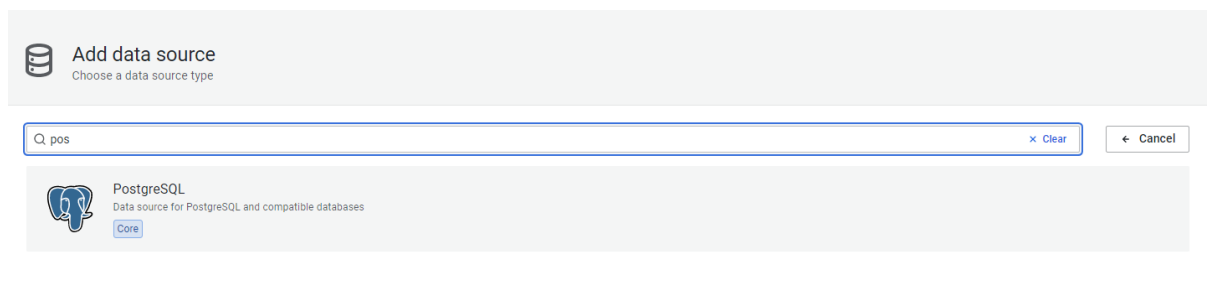 Add data source
Choose a data source type
pos
× Clear
← Cancel
PostgreSQL
Data source for PostgreSQL and compatible databases
Core